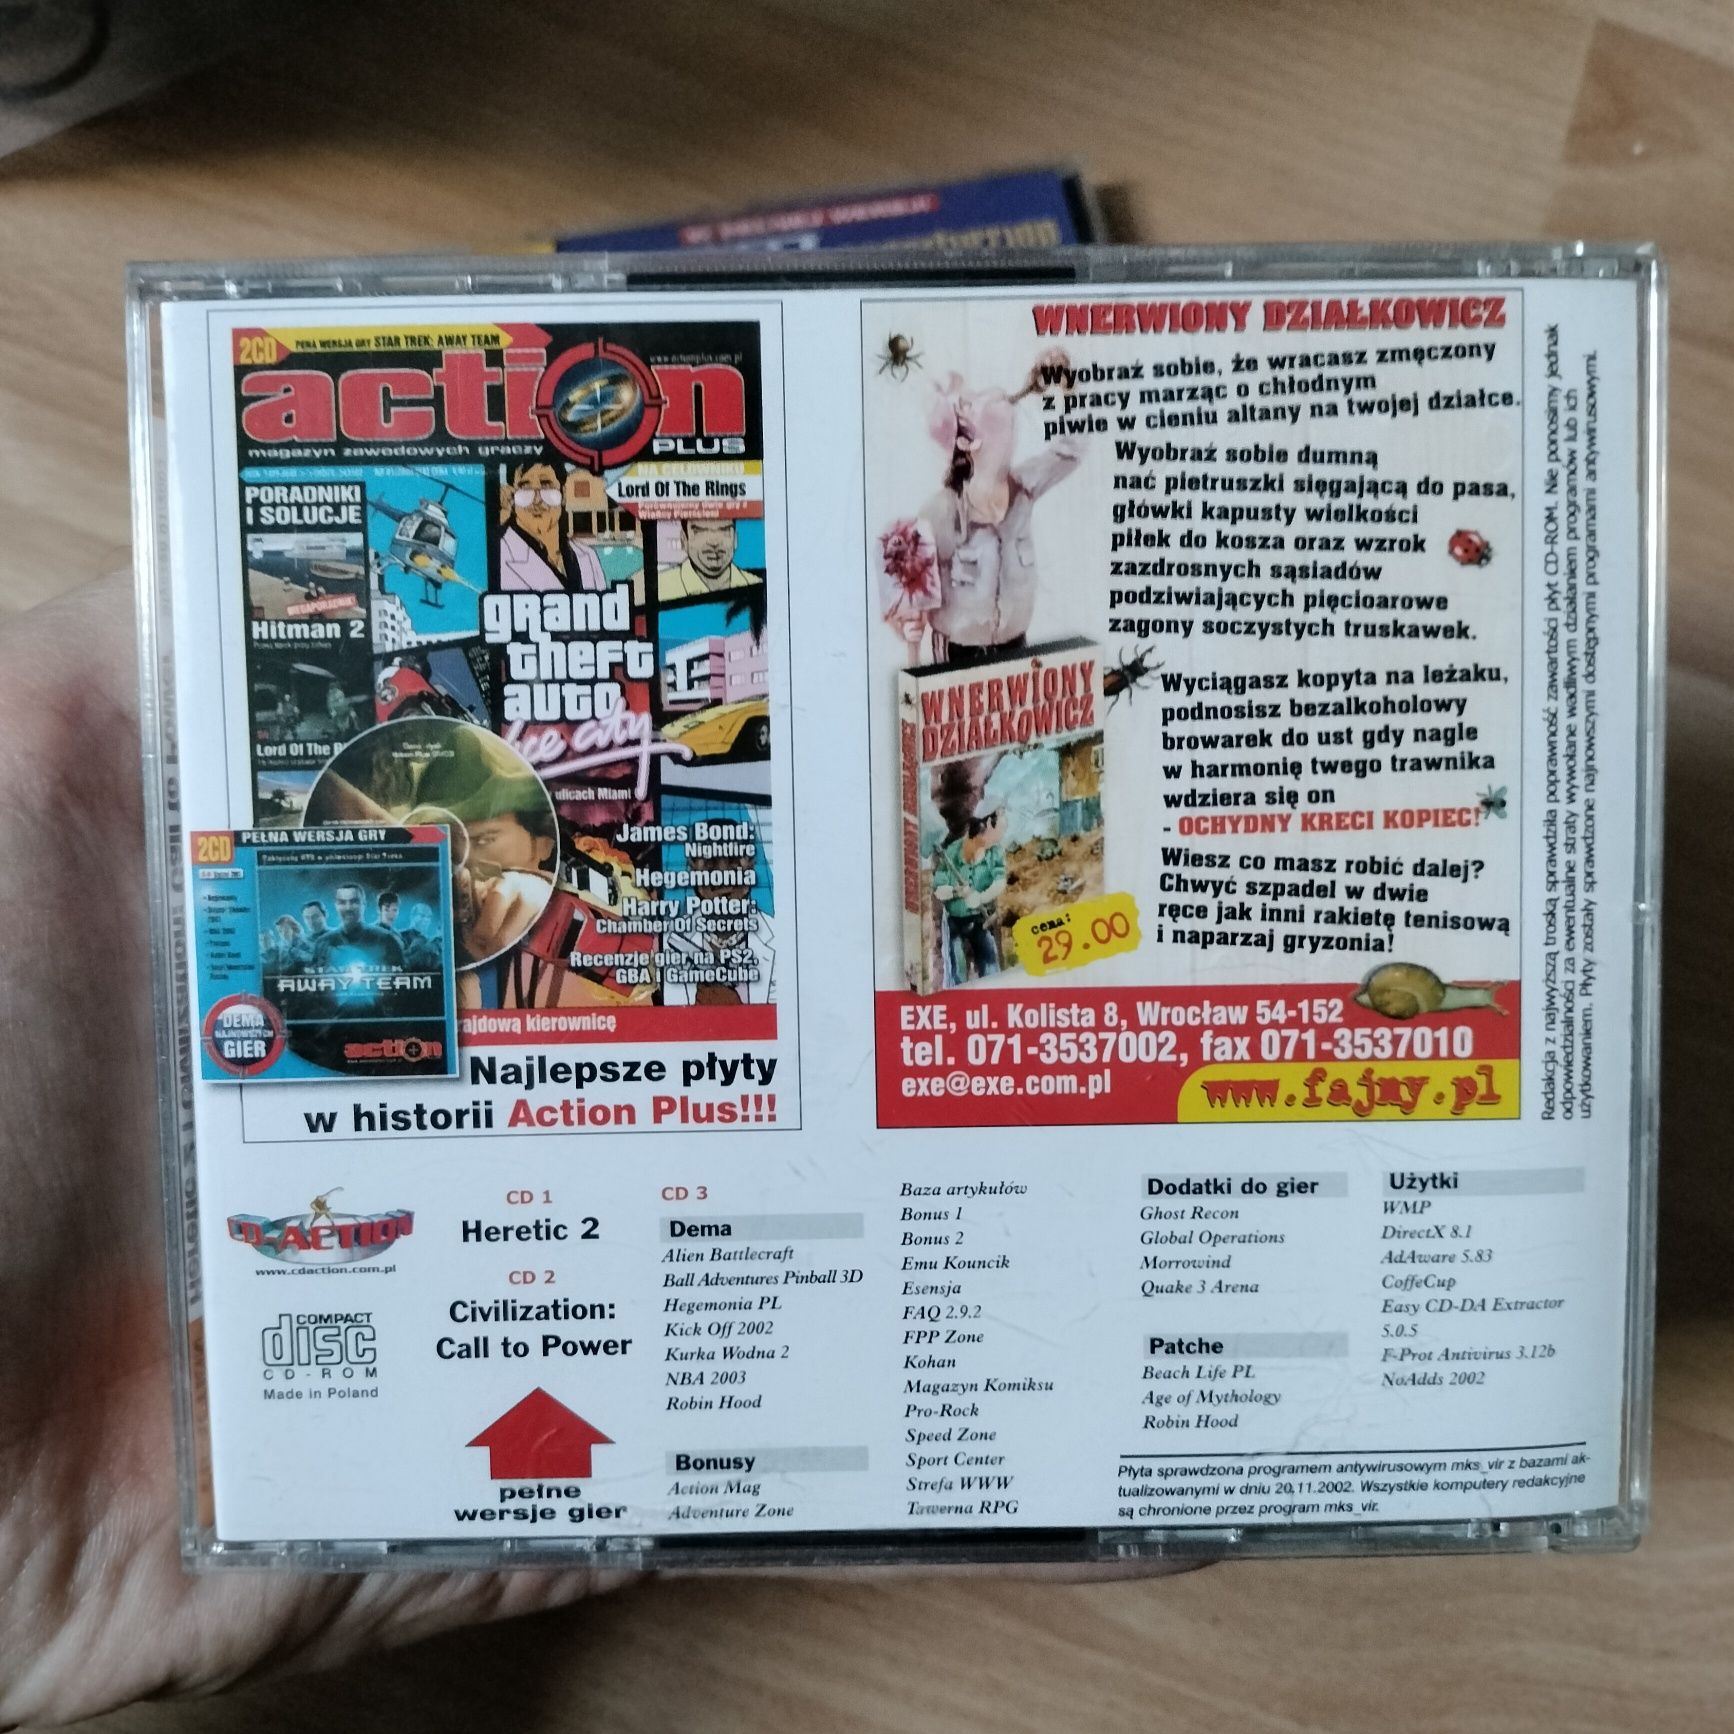 2CD
PEŁNA WERSJA GRY STAR TREK: AWAY TEAM
www.actionplus.com.pl
action
PLUS
magazyn zawodowych graczy
PORADNIKI
I SOLUCJE
NA CELOWNIKU
Lord Of The Rings
Hitman 2
Lord Of The
grand
theft
auto
vice city
ulicach Miami
James Bond:
Nightfire
Hegemonia
Harry Potter:
Chamber Of Secrets
Recenzje gier na PS2,
GBA i GameCube
ajdową kierownicę
2CD
PEŁNA WERSJA GRY
STAR TREK
AWAY TEAM
DEMA
NAJNOWSZYCH
GIER
action
Najlepsze płyty
w historii Action Plus!!!
WNERWIONY DZIAŁKOWICZ
Wyobraź sobie, że wracasz zmęczony
z pracy marząc o chłodnym
piwie w cieniu altany na twojej działce.
Wyobraź sobie dumną
nać pietruszki sięgającą do pasa,
główki kapusty wielkości
piłek do kosza oraz wzrok
zazdrosnych sąsiadów
podziwiających pięcioarowe
zagony soczystych truskawek.
Wyciągasz kopyta na leżaku,
podnosisz bezalkoholowy
browarek do ust gdy nagle
w harmonię twego trawnika
wdziera się on
- OCHYDNY KRECI KOPIEC!
Wiesz co masz robić dalej?
Chwyć szpadel w dwie
ręce jak inni rakietę tenisową
i naparzaj gryzonia!
WNERWIONY
DZIAŁKOWICZ
cena:
29.00
EXE, ul. Kolista 8, Wrocław 54-152
tel. 071-3537002, fax 071-3537010
exe@exe.com.pl
www.fajny.pl
Redakcja z najwyższą troską sprawdziła poprawność zawartości płyt CD-ROM. Nie ponosimy jednak
odpowiedzialności za ewentualne straty wywołane wadliwym działaniem programów lub ich
użytkowaniem. Płyty zostały sprawdzone najnowszymi dostępnymi programami antywirusowymi.
CD-ACTION
www.cdaction.com.pl
COMPACT
disc
CD-ROM
Made in Poland
CD 1
Heretic 2
CD 2
Civilization:
Call to Power
pełne
wersje gier
CD 3
Dema
Alien Battlecraft
Ball Adventures Pinball 3D
Hegemonia PL
Kick Off 2002
Kurka Wodna 2
NBA 2003
Robin Hood
Bonusy
Action Mag
Adventure Zone
Baza artykułów
Bonus 1
Bonus 2
Emu Kouncik
Esensja
FAQ 2.9.2
FPP Zone
Kohan
Magazyn Komiksu
Pro-Rock
Speed Zone
Sport Center
Strefa WWW
Tawerna RPG
Dodatki do gier
Ghost Recon
Global Operations
Morrowind
Quake 3 Arena
Patche
Beach Life PL
Age of Mythology
Robin Hood
Użytki
WMP
DirectX 8.1
AdAware 5.83
CoffeCup
Easy CD-DA Extractor
5.0.5
F-Prot Antivirus 3.12b
NoAdds 2002
Płyta sprawdzona programem antywirusowym mks_vir z bazami ak-
tualizowanymi w dniu 20.11.2002. Wszystkie komputery redakcyjne
są chronione przez program mks_vir.